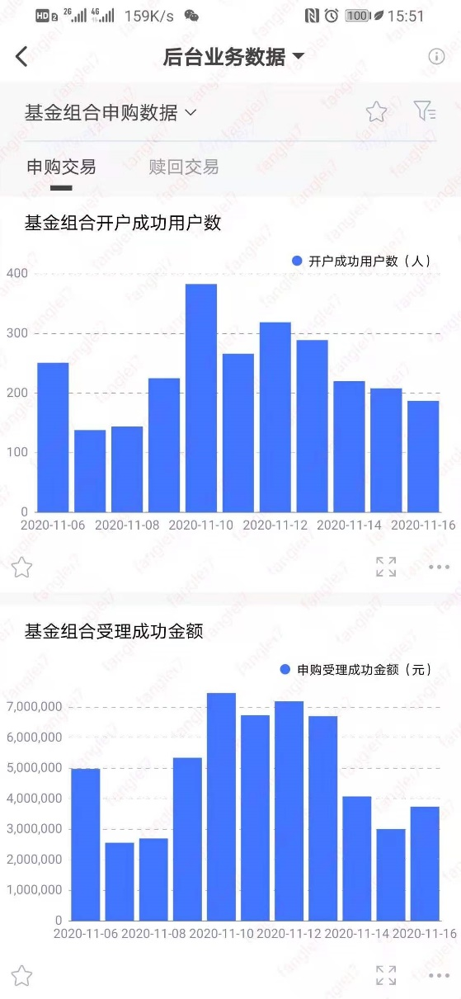 HD 2 26 46 159K/s 100 15:51
后台业务数据
基金组合申购数据
申购交易 赎回交易
基金组合开户成功用户数
开户成功用户数（人）
400
300
200
100
0
2020-11-06 2020-11-08 2020-11-10 2020-11-12 2020-11-14 2020-11-16
基金组合受理成功金额
申购受理成功金额（元）
7,000,000
6,000,000
5,000,000
4,000,000
3,000,000
2,000,000
1,000,000
0
2020-11-06 2020-11-08 2020-11-10 2020-11-12 2020-11-14 2020-11-16
fanglei7